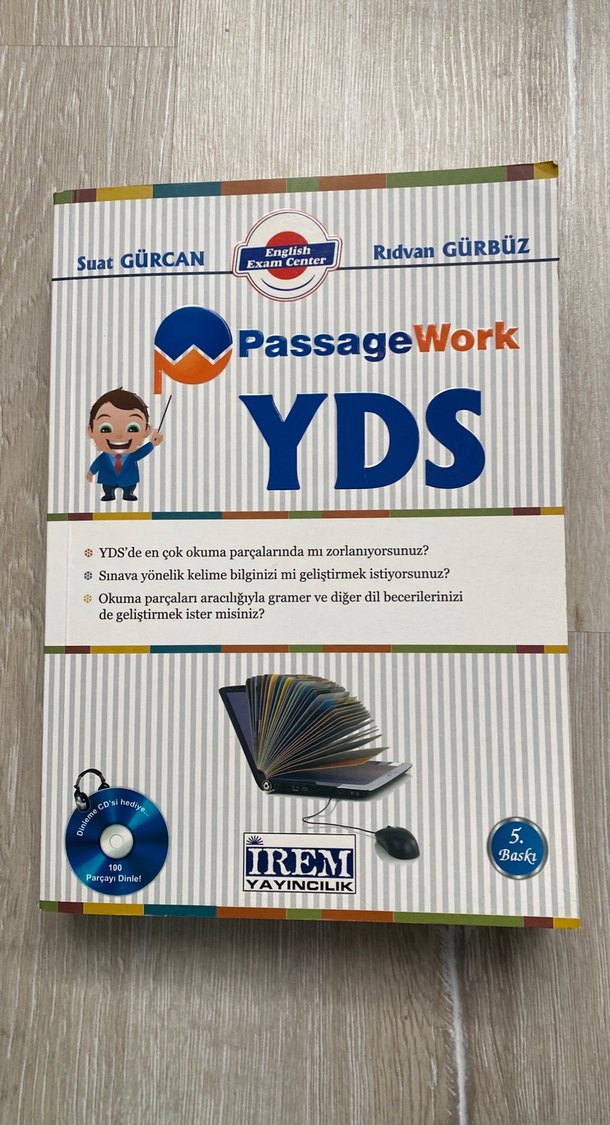 Suat GÜRCAN
English
Exam Center
Rıdvan GÜRBÜZ
PassageWork
YDS
YDS'de en çok okuma parçalarında mı zorlanıyorsunuz?
Sınava yönelik kelime bilginizi mi geliştirmek istiyorsunuz?
Okuma parçaları aracılığıyla gramer ve diğer dil becerilerinizi
de geliştirmek ister misiniz?
Dinleme CD'si hediye...
100
Parçayı Dinle!
İREM
YAYINCILIK
5.
Baskı